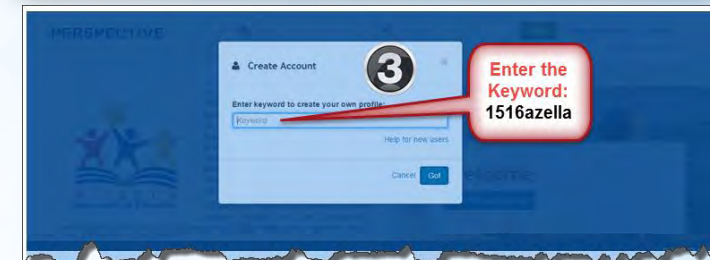 PERSPECTIVE
Create Account
3
Enter the
Keyword:
1516azella
Enter keyword to create your own profile:
Keyword
Help for new users
Cancel
Go!